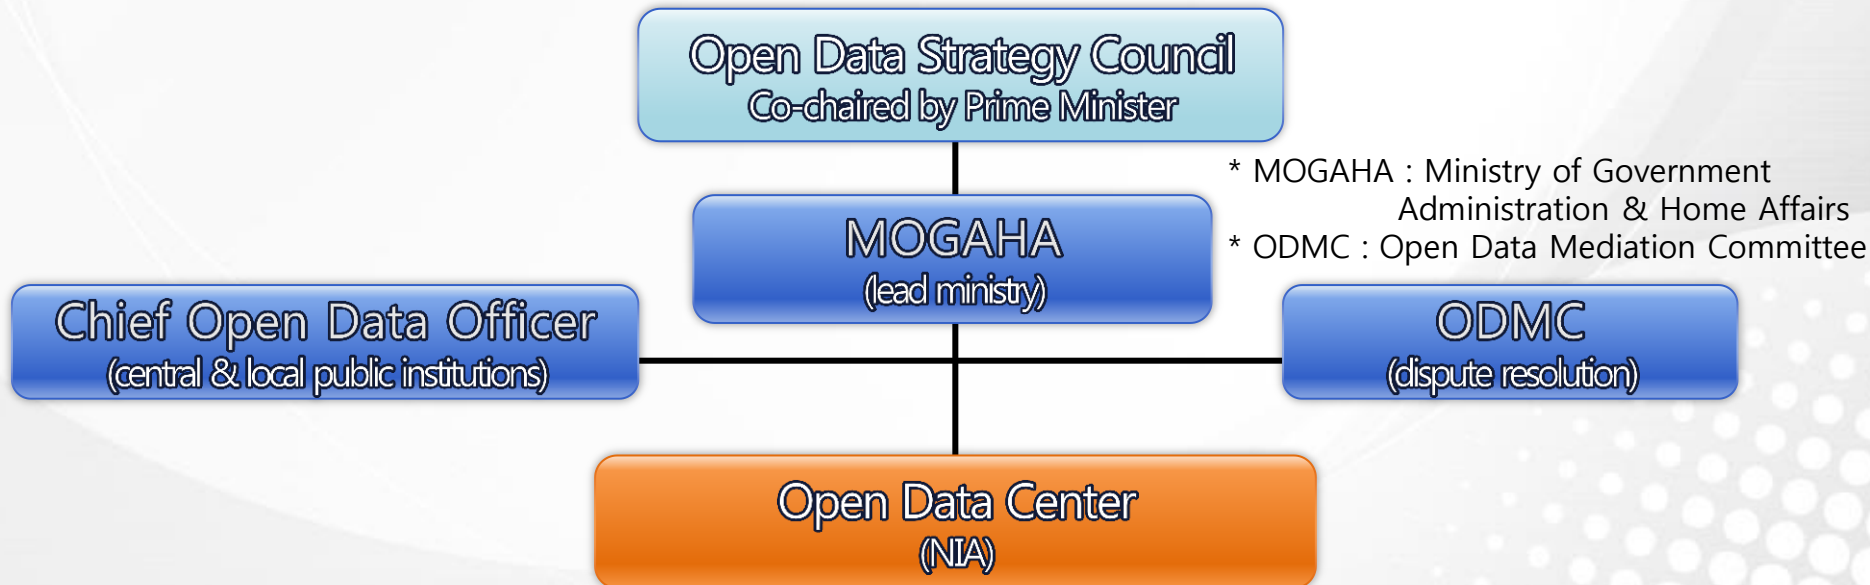 Open Data Strategy Council
Co-chaired by Prime Minister
* MOGAHA : Ministry of Government
Administration & Home Affairs
* ODMC : Open Data Mediation Committee
MOGAHA
(lead ministry)
Chief Open Data Officer
(central & local public institutions)
ODMC
(dispute resolution)
Open Data Center
(NIA)